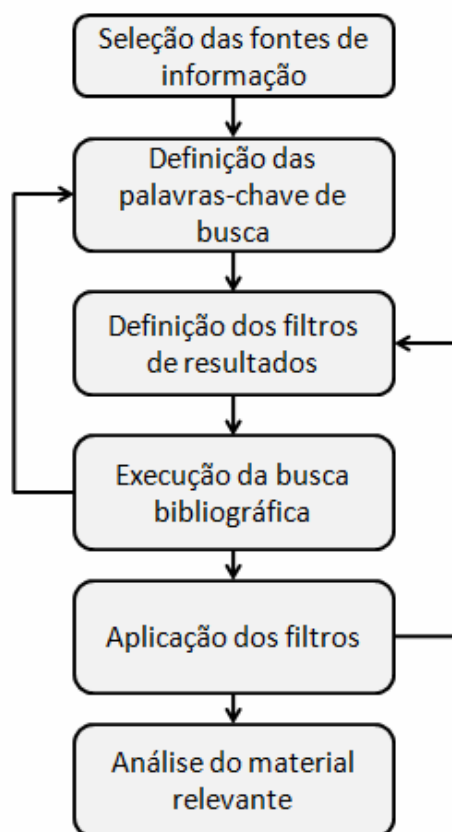 Seleção das fontes de
informação
Definição das
palavras-chave de
busca
Definição dos filtros
de resultados
Execução da busca
bibliográfica
Aplicação dos filtros
Análise do material
relevante